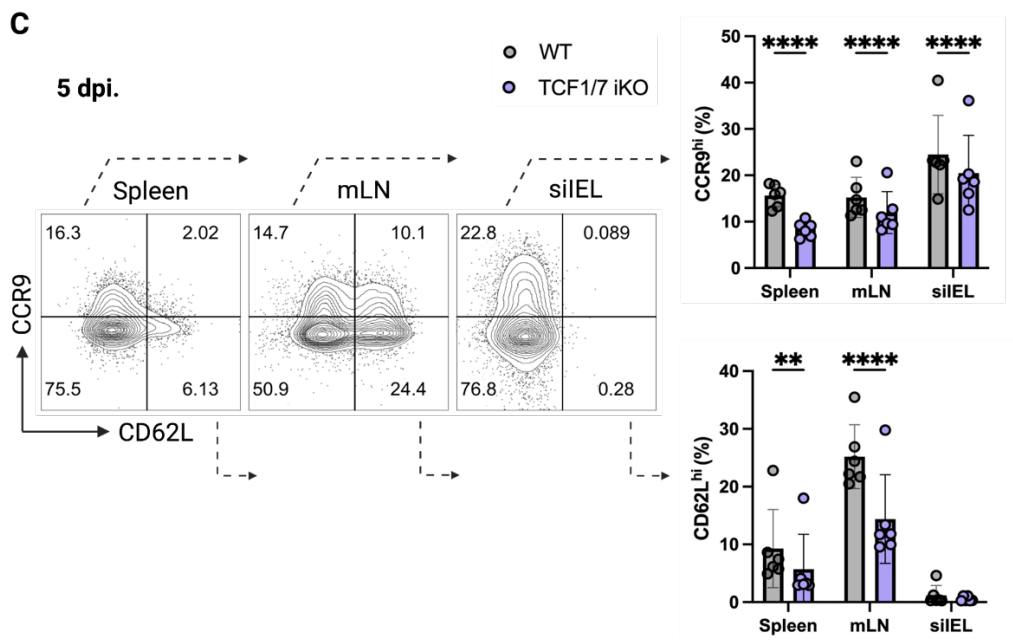 C
5 dpi.
WT
TCF1/7 iKO
Spleen
mLN
siIEL
16.3
2.02
14.7
10.1
22.8
0.089
75.5
6.13
50.9
24.4
76.8
0.28
CCR9
CD62L
CCR9hi (%)
50
40
30
20
10
0
**** **** ****
Spleen mLN siIEL
CD62Lhi (%)
40
30
20
10
0
** ****
Spleen mLN siIEL